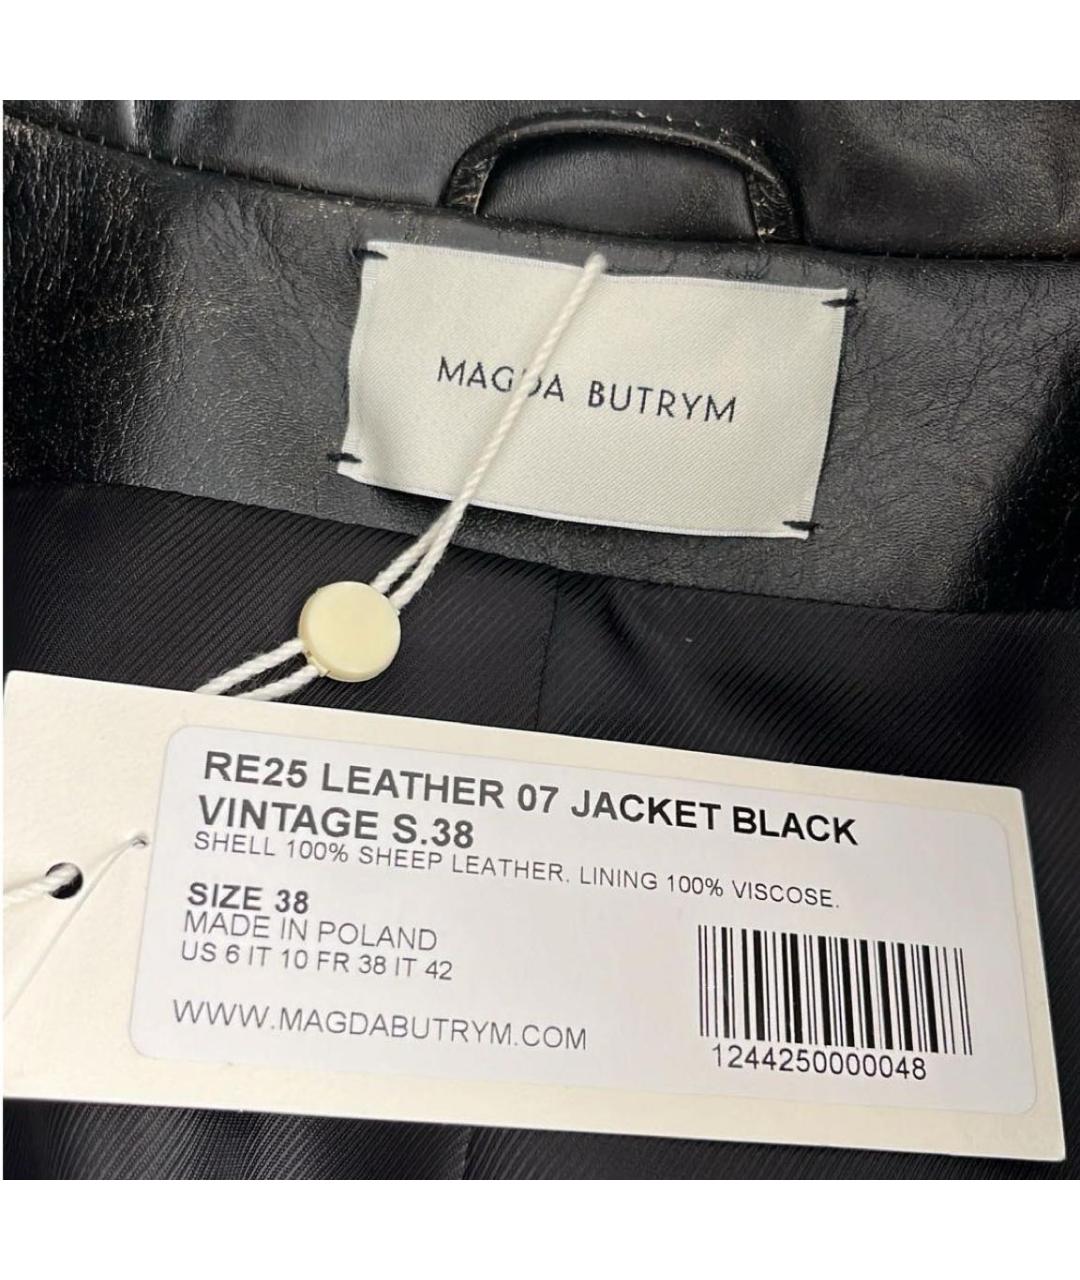 MAGDA BUTRYM
RE25 LEATHER 07 JACKET BLACK
VINTAGE S.38
SHELL 100% SHEEP LEATHER. LINING 100% VISCOSE.
SIZE 38
MADE IN POLAND
US 6 IT 10 FR 38 IT 42
WWW.MAGDABUTRYM.COM
1244250000048